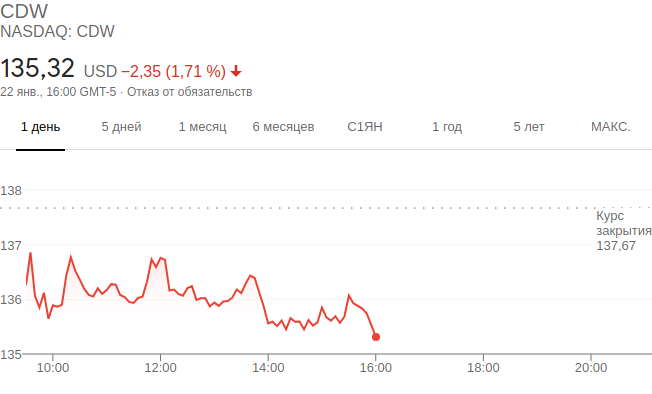 CDW
NASDAQ: CDW
135,32 USD −2,35 (1,71 %)
22 янв., 16:00 GMT-5 · Отказ от обязательств
1 день 5 дней 1 месяц 6 месяцев С1ЯН 1 год 5 лет МАКС.
138
Курс
закрытия
137 137,67
136
135
10:00 12:00 14:00 16:00 18:00 20:00